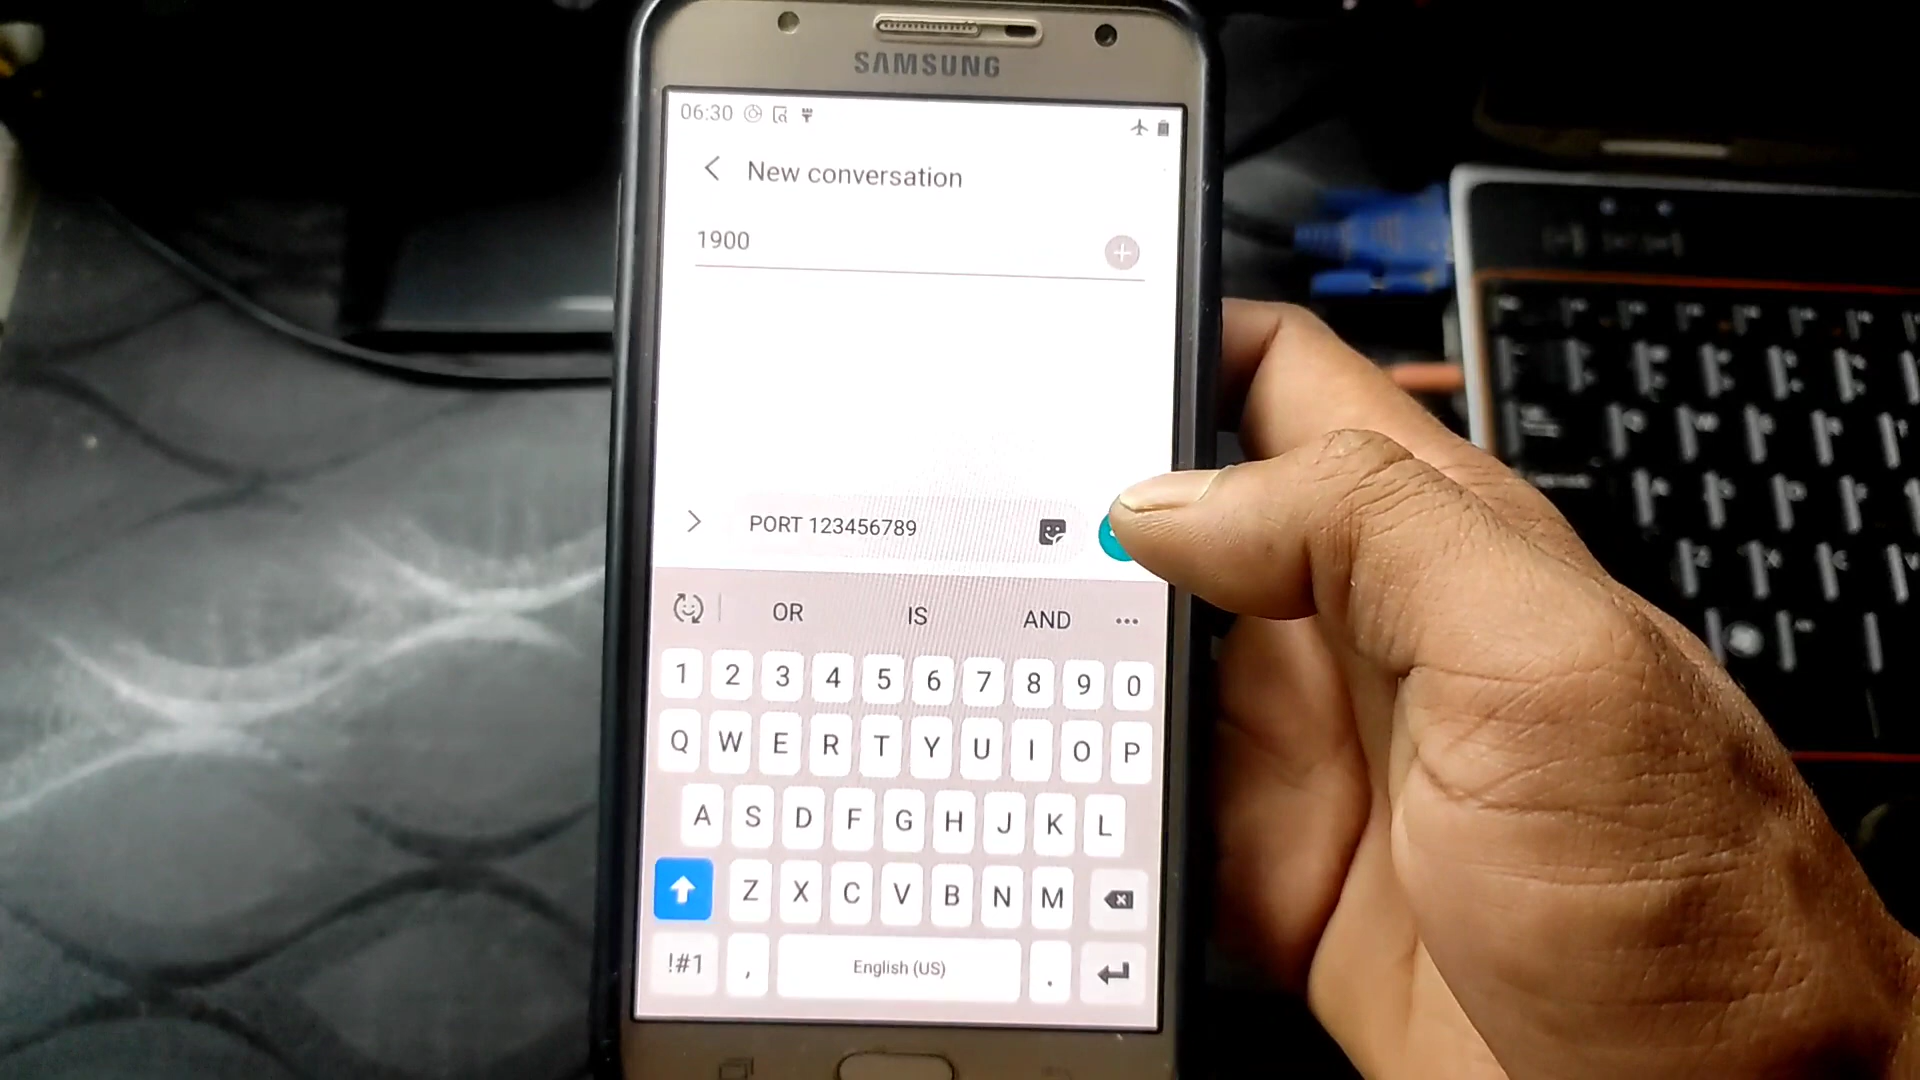 SAMSUNG
06:30
New conversation
1900
PORT 123456789
OR IS AND ...
1 2 3 4 5 6 7 8 9 0
Q W E R T Y U I O P
A S D F G H J K L
Z X C V B N M
!#1 , English (US) .